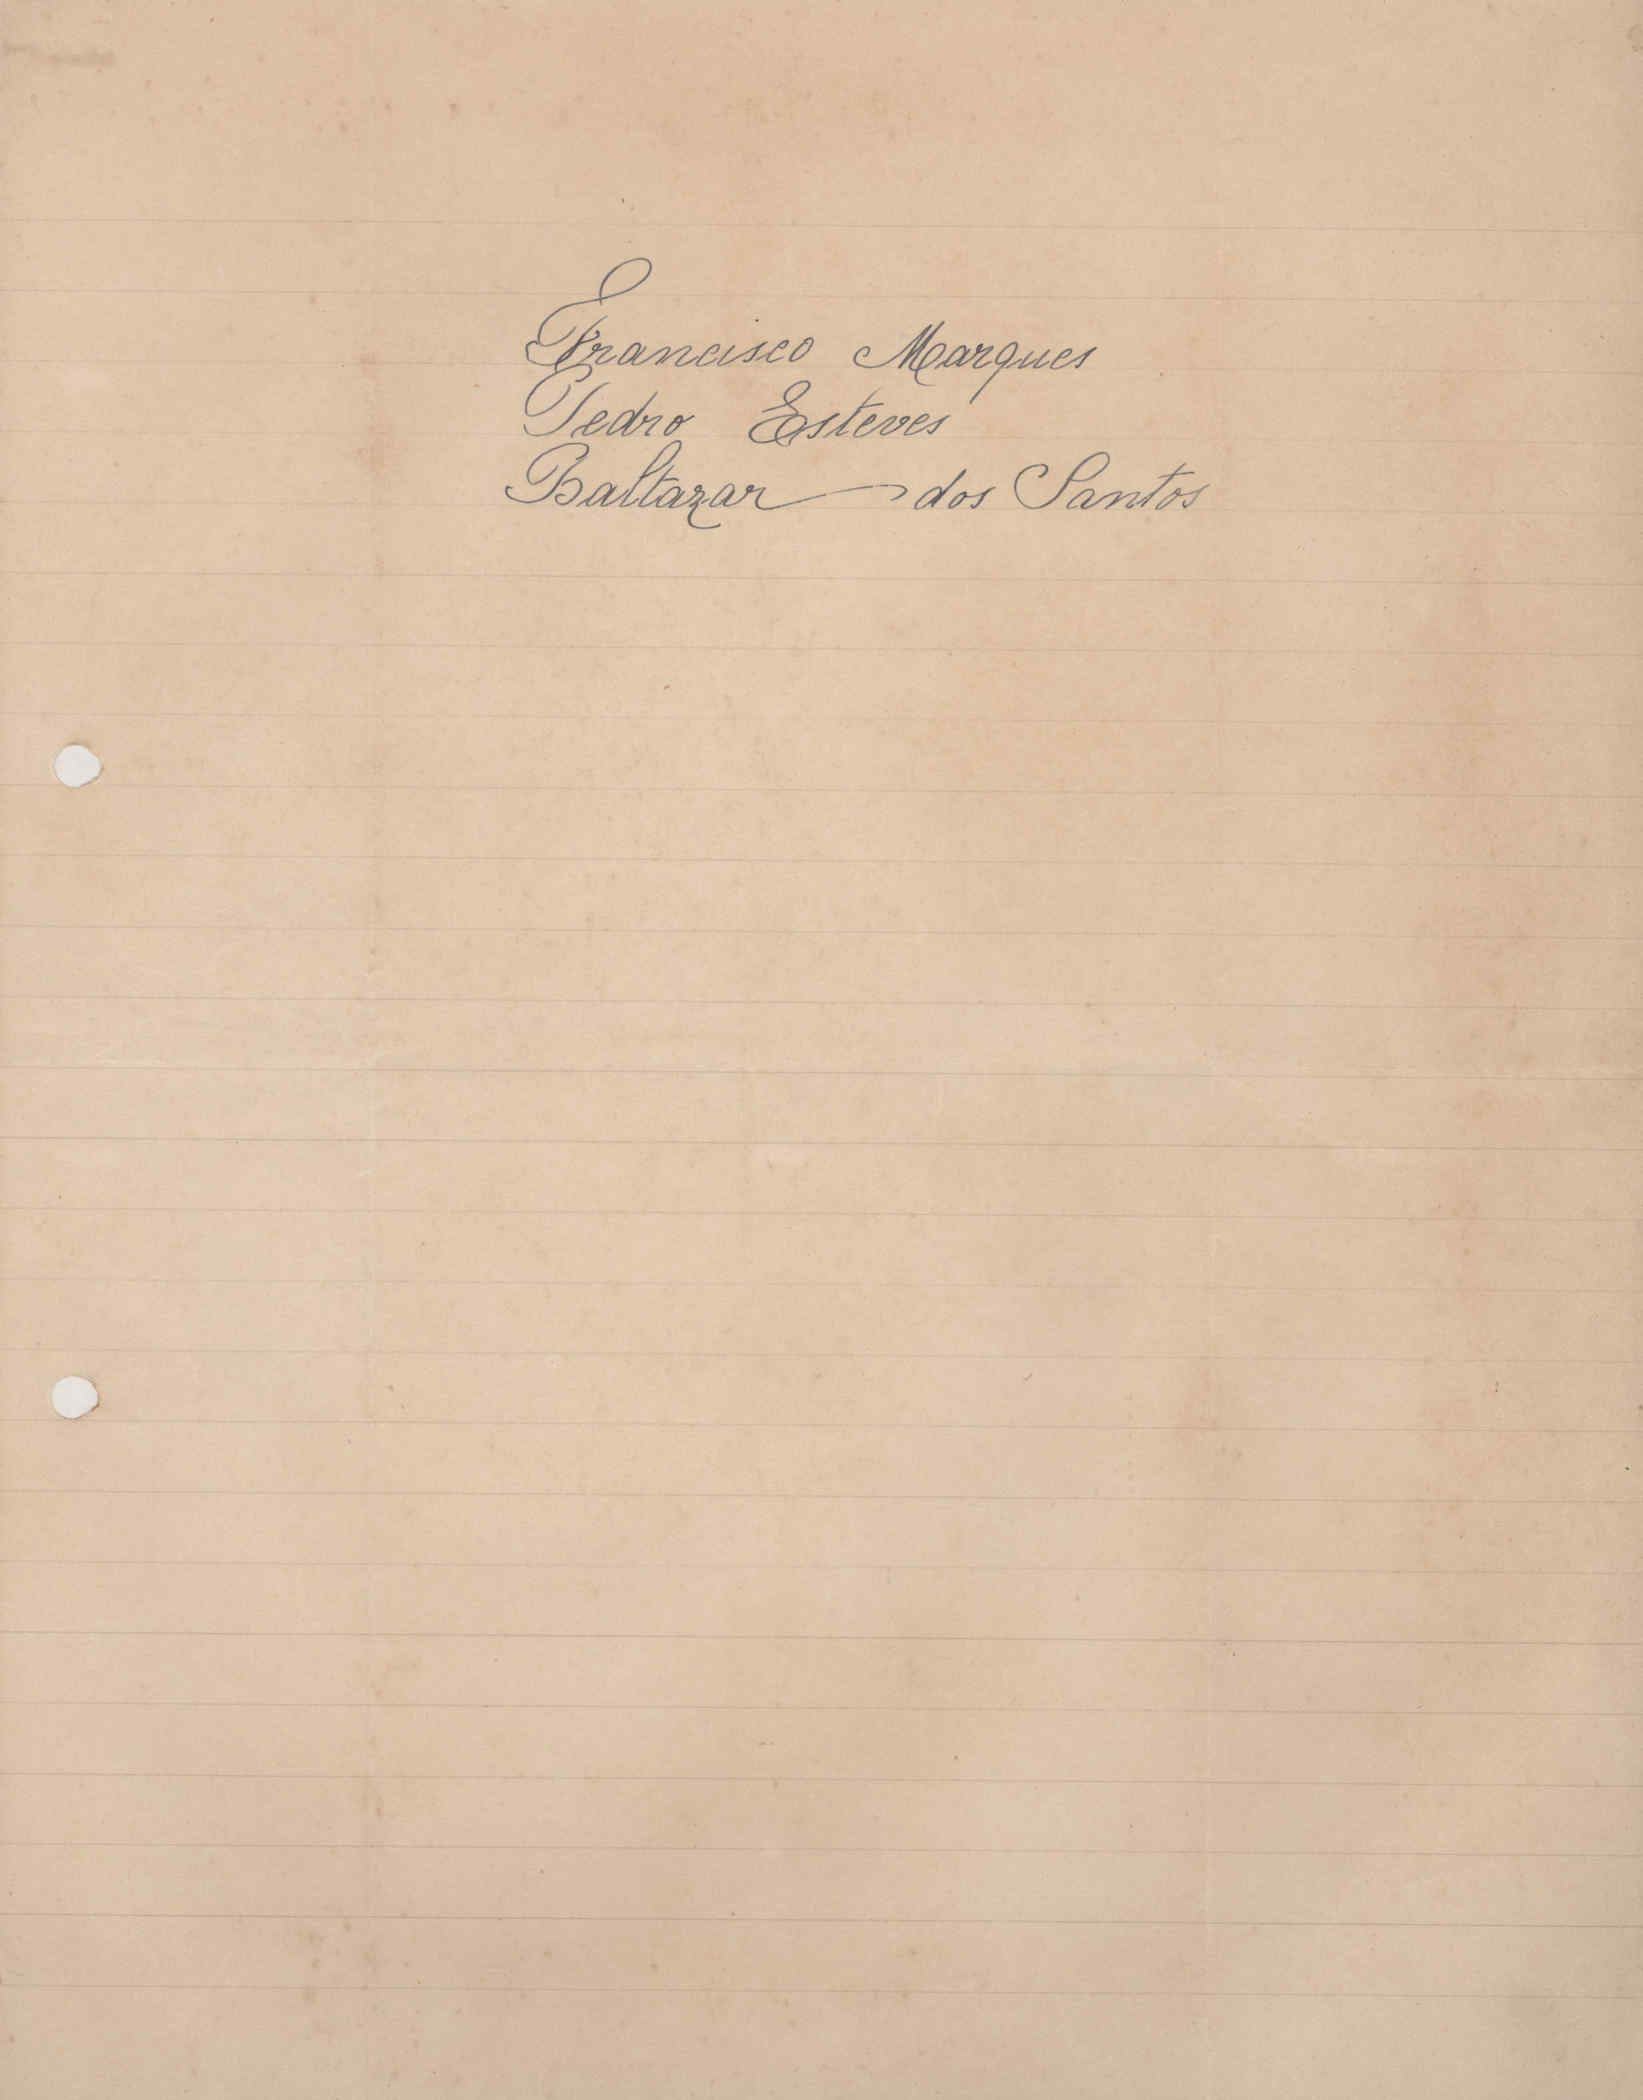 Francisco Marques
Pedro Esteves
Baltazar dos Santos